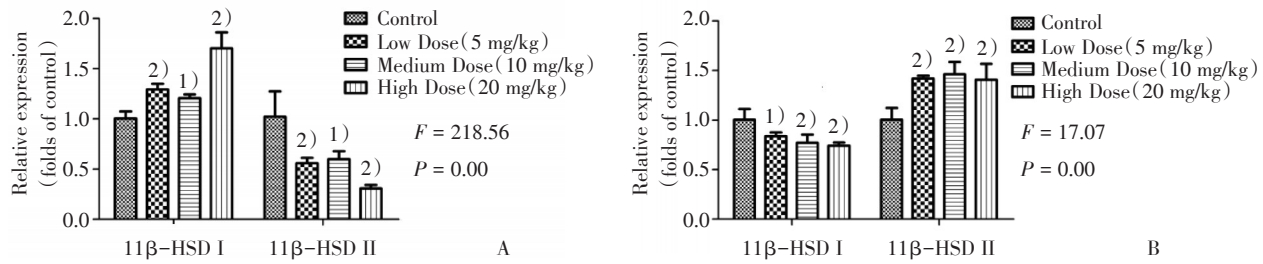 Relative expression
(folds of control)
2.0
1.5
1.0
0.5
0.0
2)
1)
2)
2)
1)
2)
11β-HSD I
11β-HSD II
Control
Low Dose(5 mg/kg)
Medium Dose(10 mg/kg)
High Dose(20 mg/kg)
F = 218.56
P = 0.00
A
Relative expression
(folds of control)
2.0
1.5
1.0
0.5
0.0
1)
2)
2)
2)
2)
2)
11β-HSD I
11β-HSD II
Control
Low Dose(5 mg/kg)
Medium Dose(10 mg/kg)
High Dose(20 mg/kg)
F = 17.07
P = 0.00
B